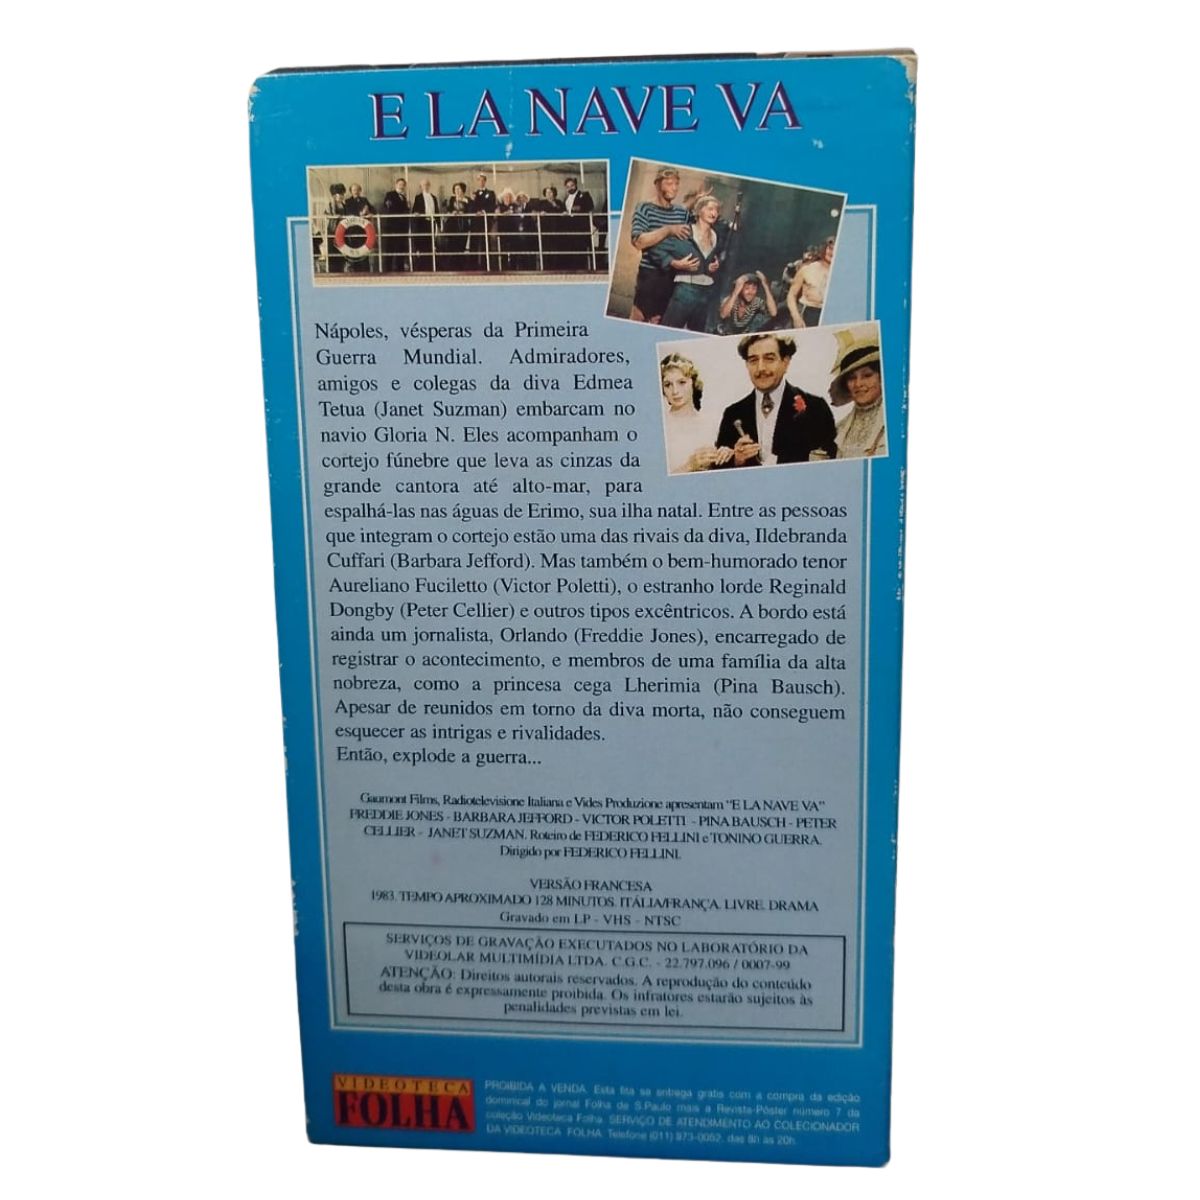 E LA NAVE VA
Nápoles, vésperas da Primeira
Guerra Mundial. Admiradores,
amigos e colegas da diva Edmea
Tetua (Janet Suzman) embarcam no
navio Gloria N. Eles acompanham o
cortejo fúnebre que leva as cinzas da
grande cantora até alto-mar, para
espalhá-las nas águas de Erimo, sua ilha natal. Entre as pessoas
que integram o cortejo estão uma das rivais da diva, Ildebranda
Cuffari (Barbara Jefford). Mas também o bem-humorado tenor
Aureliano Fuciletto (Victor Poletti), o estranho lorde Reginald
Dongby (Peter Cellier) e outros tipos excêntricos. A bordo está
ainda um jornalista, Orlando (Freddie Jones), encarregado de
registrar o acontecimento, e membros de uma família da alta
nobreza, como a princesa cega Lherimia (Pina Bausch).
Apesar de reunidos em torno da diva morta, não conseguem
esquecer as intrigas e rivalidades.
Então, explode a guerra...
Gaumont Films, Radiotelevisione Italiana e Vides Produzione apresentam "E LA NAVE VA"
FREDDIE JONES - BARBARA JEFFORD - VICTOR POLETTI - PINA BAUSCH - PETER
CELLIER - JANET SUZMAN. Roteiro de FEDERICO FELLINI e TONINO GUERRA.
Dirigido por FEDERICO FELLINI.
VERSÃO FRANCESA
1983. TEMPO APROXIMADO 128 MINUTOS. ITÁLIA/FRANÇA. LIVRE. DRAMA
Gravado em LP - VHS - NTSC
SERVIÇOS DE GRAVAÇÃO EXECUTADOS NO LABORATÓRIO DA
VIDEOLAR MULTIMÍDIA LTDA. C.G.C. - 22.797.096 / 0007-99
ATENÇÃO: Direitos autorais reservados. A reprodução do conteúdo
desta obra é expressamente proibida. Os infratores estarão sujeitos às
penalidades previstas em lei.
VIDEOTECA
FOLHA
PROIBIDA A VENDA. Esta fita se entrega grátis com a compra da edição
dominical do jornal Folha de S.Paulo mais a Revista-Pôster número 7 da
coleção Videoteca Folha. SERVIÇO DE ATENDIMENTO AO COLECIONADOR
DA VIDEOTECA FOLHA. Telefone (011) 873-0052, das 8h às 20h.